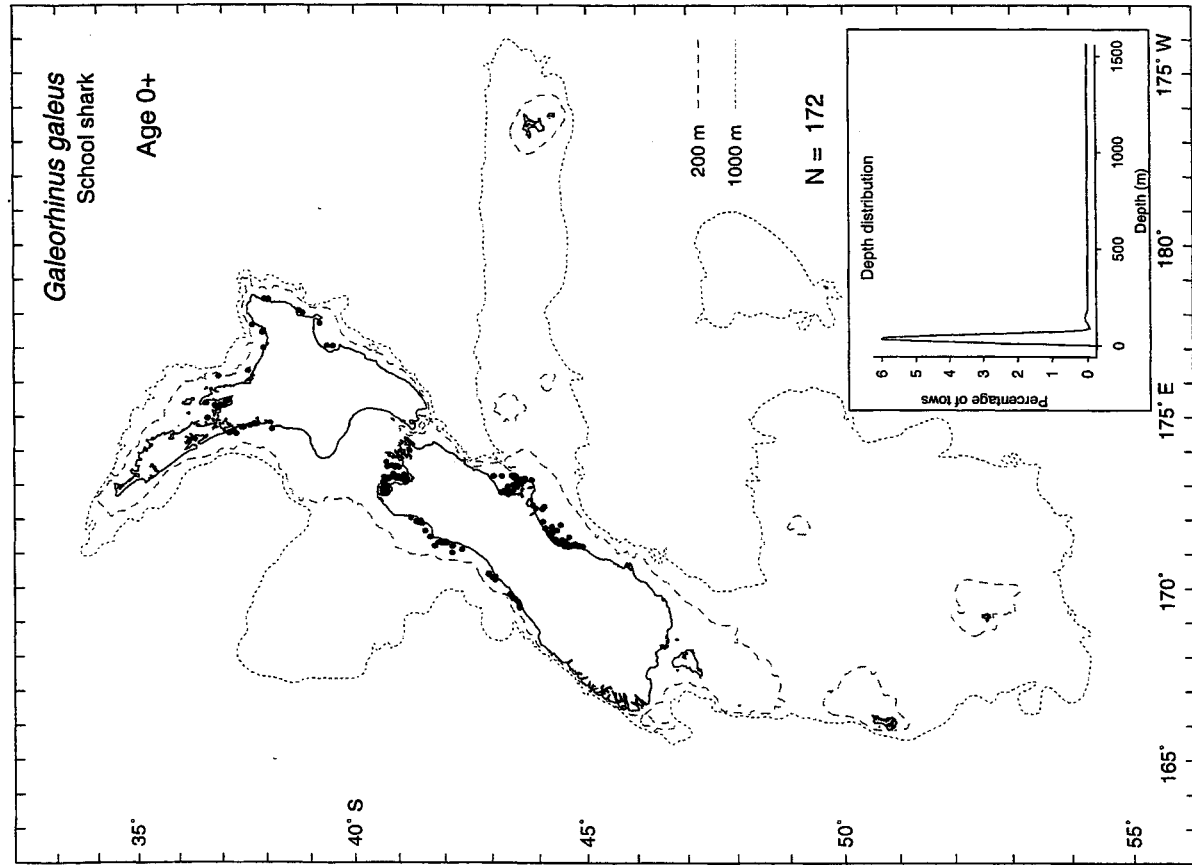 Galeorhinus galeus
School shark
Age 0+
35°
40° S
45°
50°
55°
165°
170°
175° E
180°
175° W
200 m
1000 m
N = 172
Depth distribution
Percentage of tows
6
5
4
3
2
1
0
0
500
1000
1500
Depth (m)